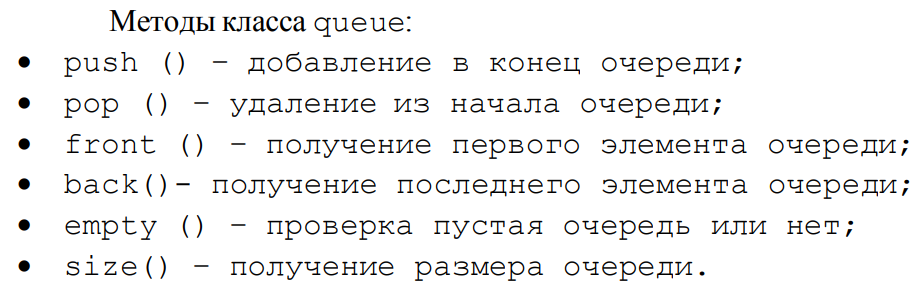 Методы класса queue:
• push () – добавление в конец очереди;
• pop () – удаление из начала очереди;
• front () – получение первого элемента очереди;
• back()- получение последнего элемента очереди;
• empty () – проверка пустая очередь или нет;
• size() – получение размера очереди.